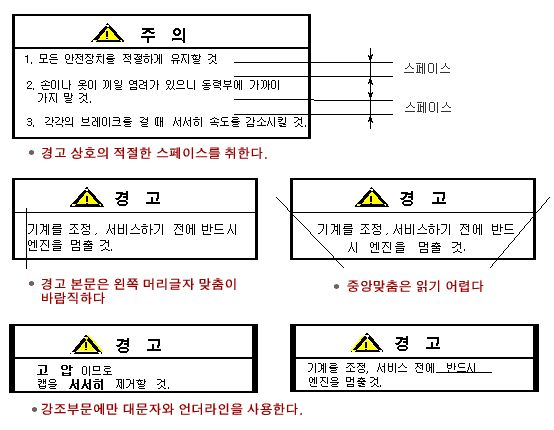 주 의
1. 모든 안전장치를 적절하게 유지할 것
2. 손이나 옷이 끼일 염려가 있으니 동력부에 가까이
가지 말 것.
3. 각각의 브레이크를 걸 때 서서히 속도를 감소시킬 것.
스페이스
스페이스
• 경고 상호의 적절한 스페이스를 취한다.
경 고
기계를 조정, 서비스하기 전에 반드시
엔진을 멈출 것.
• 경고 본문은 왼쪽 머리글자 맞춤이
바람직하다
경 고
기계를 조정, 서비스하기 전에 반드
시 엔진을 멈출 것.
• 중앙맞춤은 읽기 어렵다
경 고
고 압 이므로
캡을 서서히 제거할 것.
경 고
기계를 조정, 서비스 전에 반드시
엔진을 멈출것.
• 강조부문에만 대문자와 언더라인을 사용한다.